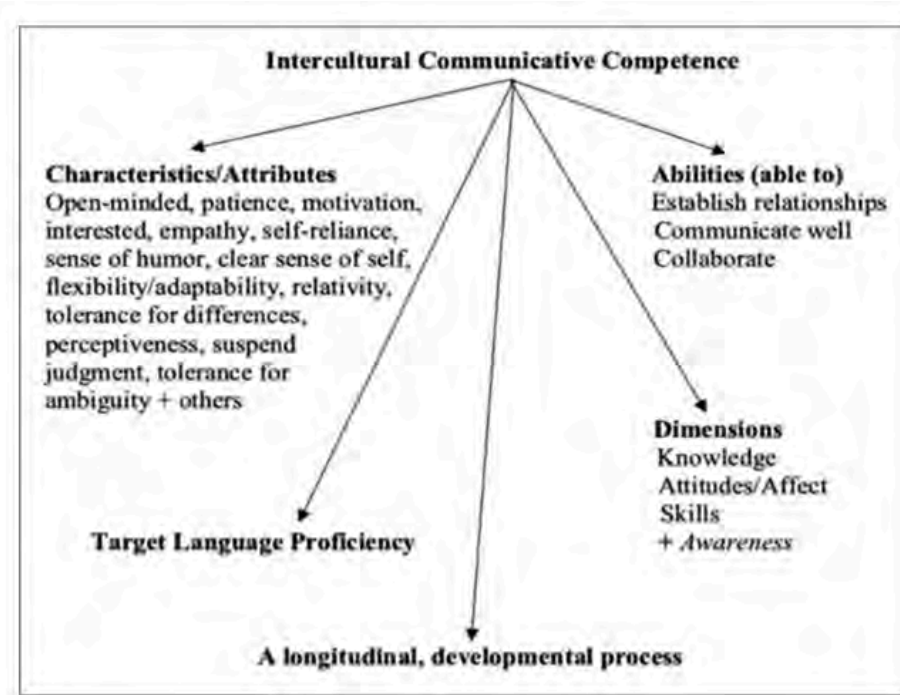 Intercultural Communicative Competence
Characteristics/Attributes
Open-minded, patience, motivation,
interested, empathy, self-reliance,
sense of humor, clear sense of self,
flexibility/adaptability, relativity,
tolerance for differences,
perceptiveness, suspend
judgment, tolerance for
ambiguity + others
Abilities (able to)
Establish relationships
Communicate well
Collaborate
Dimensions
Knowledge
Attitudes/Affect
Skills
+ Awareness
Target Language Proficiency
A longitudinal, developmental process